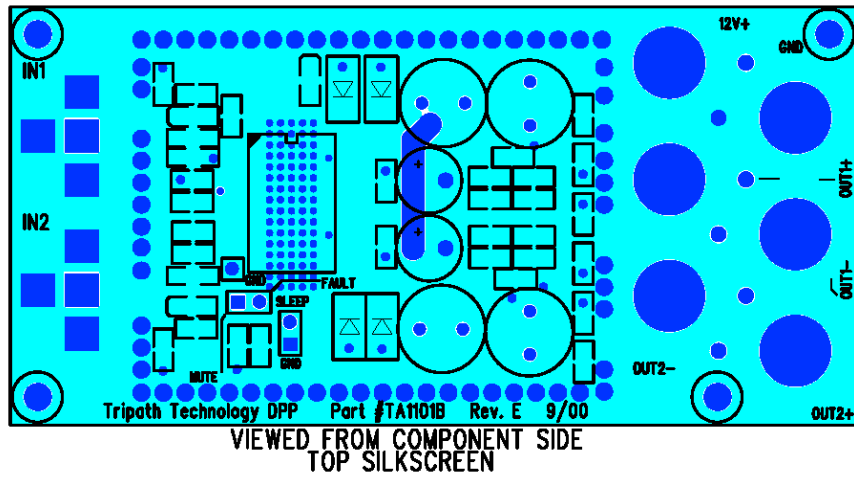 12V+
GND
IN1
OUT1+
IN2
OUT1-
GND
FAULT
SLEEP
MUTE
GND
OUT2-
OUT2+
Tripath Technology DPP Part #TA1101B Rev. E 9/00
VIEWED FROM COMPONENT SIDE
TOP SILKSCREEN